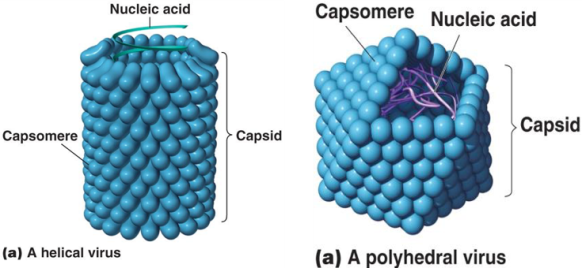 Nucleic acid
Capsomere
Capsid
(a) A helical virus
Capsomere
Nucleic acid
Capsid
(a) A polyhedral virus